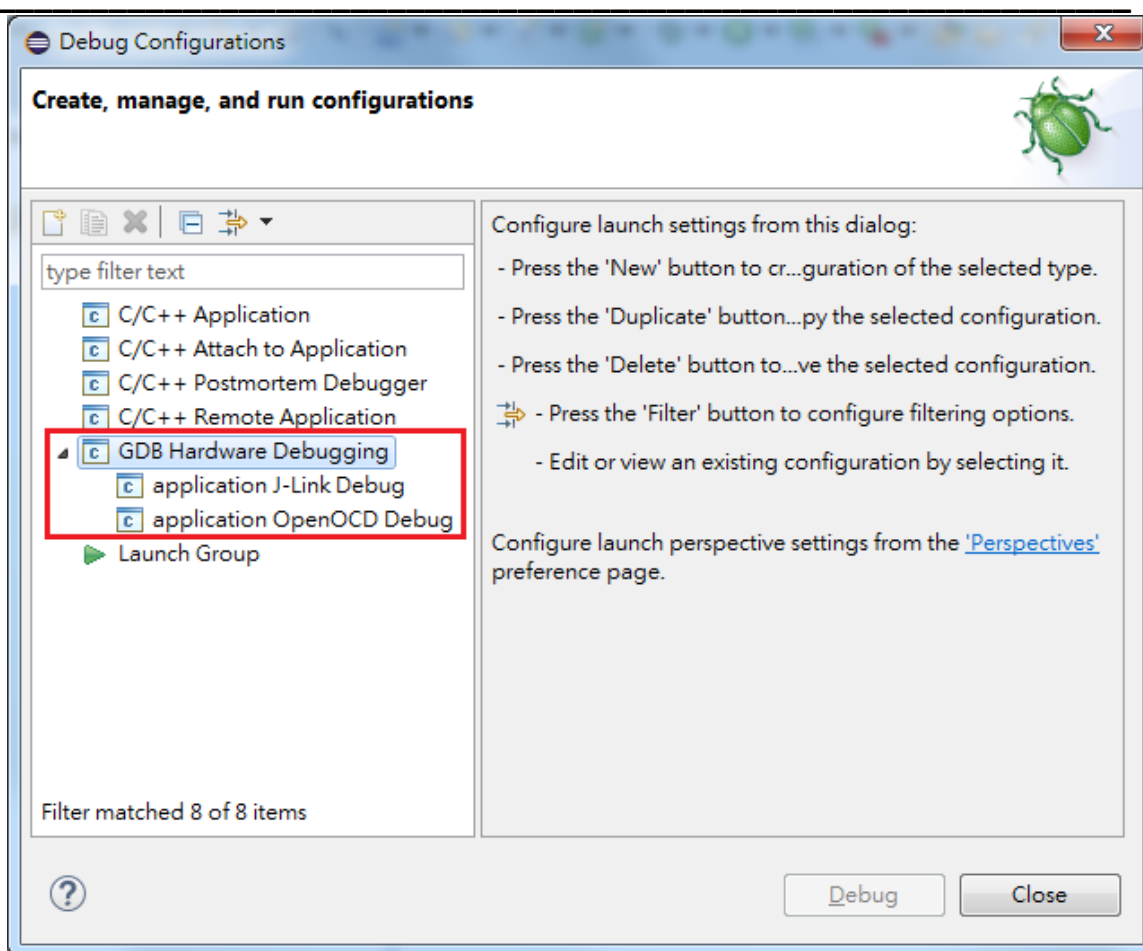 Debug Configurations
Create, manage, and run configurations
type filter text
C/C++ Application
C/C++ Attach to Application
C/C++ Postmortem Debugger
C/C++ Remote Application
GDB Hardware Debugging
application J-Link Debug
application OpenOCD Debug
Launch Group
Filter matched 8 of 8 items
Configure launch settings from this dialog:
- Press the 'New' button to cr...guration of the selected type.
- Press the 'Duplicate' button...py the selected configuration.
- Press the 'Delete' button to...ve the selected configuration.
- Press the 'Filter' button to configure filtering options.
- Edit or view an existing configuration by selecting it.
Configure launch perspective settings from the 'Perspectives'
preference page.
?
Debug
Close